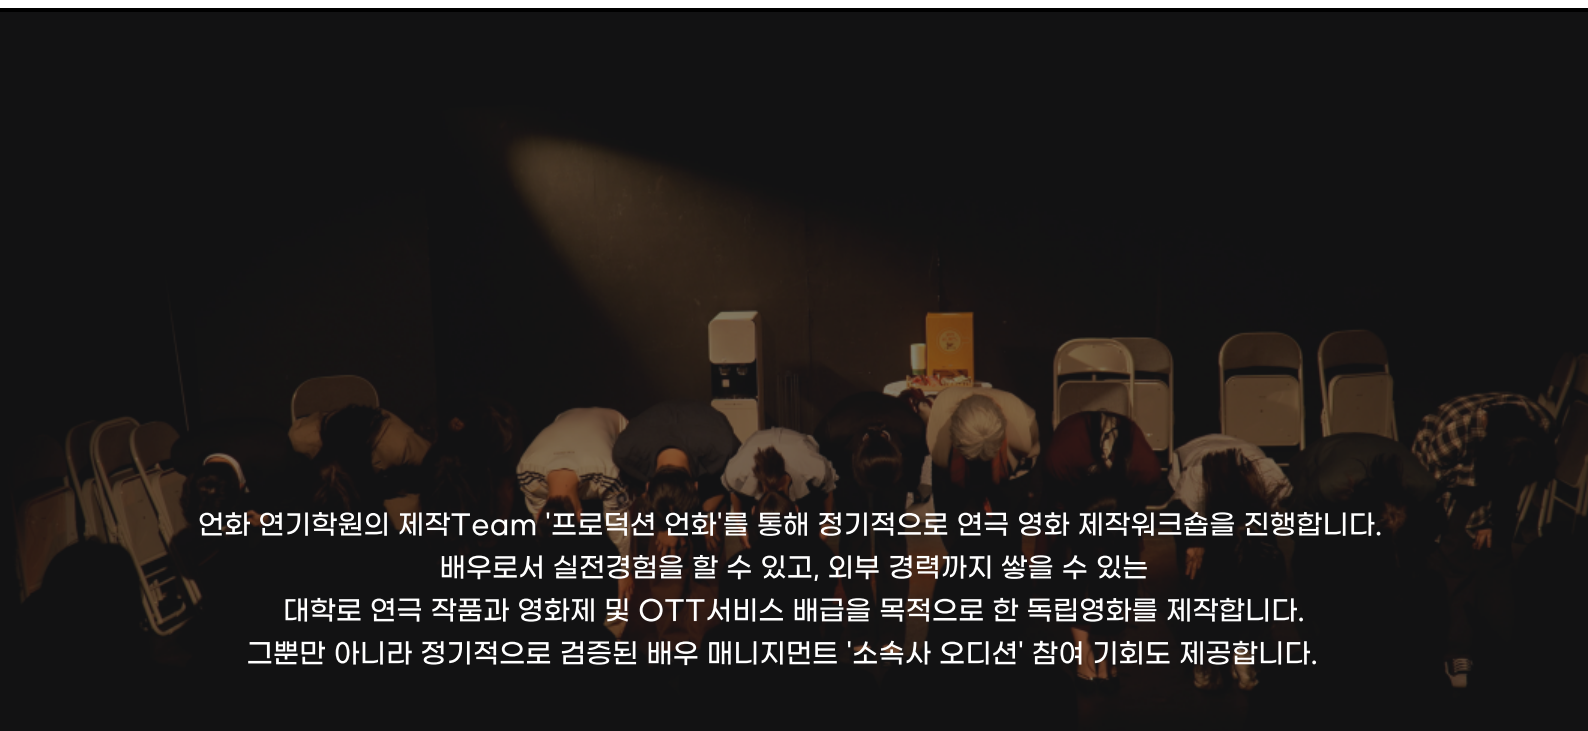 언화 연기학원의 제작Team '프로덕션 언화'를 통해 정기적으로 연극 영화 제작워크숍을 진행합니다.
배우로서 실전경험을 할 수 있고, 외부 경력까지 쌓을 수 있는
대학로 연극 작품과 영화제 및 OTT서비스 배급을 목적으로 한 독립영화를 제작합니다.
그뿐만 아니라 정기적으로 검증된 배우 매니지먼트 '소속사 오디션' 참여 기회도 제공합니다.